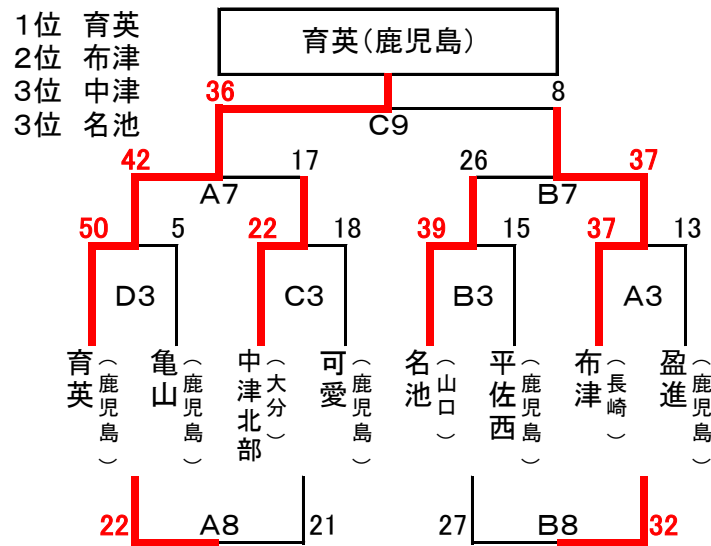 1位 育英
2位 布津
3位 中津
3位 名池
育英(鹿児島)
36 8
C9
42 17 26 37
A7 B7
50 5 22 18 39 15 37 13
D3 C3 B3 A3
育英(鹿児島)
亀山(鹿児島)
中津北部(大分)
可愛(鹿児島)
名池(山口)
平佐西(鹿児島)
布津(長崎)
盈進(鹿児島)
22 A8 21 27 B8 32